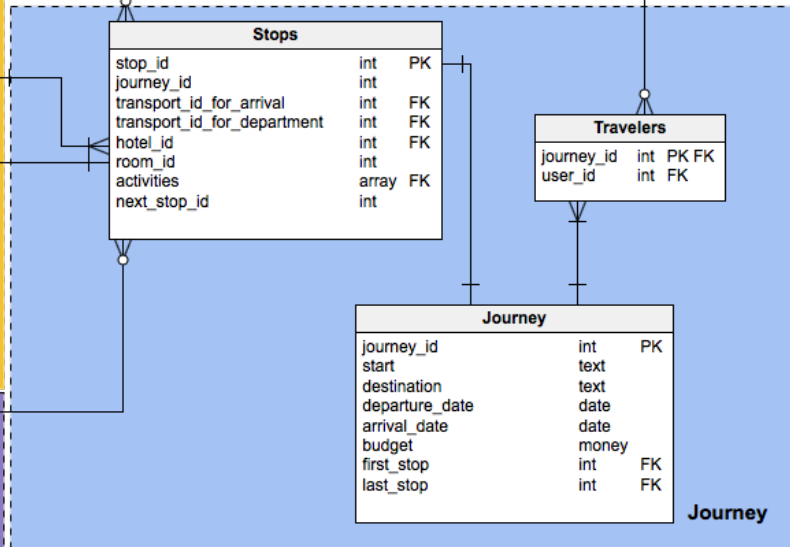 Stops
stop_id int PK
journey_id int
transport_id_for_arrival int FK
transport_id_for_department int FK
hotel_id int FK
room_id int
activities array FK
next_stop_id int
Travelers
journey_id int PK FK
user_id int FK
Journey
journey_id int PK
start text
destination text
departure_date date
arrival_date date
budget money
first_stop int FK
last_stop int FK
Journey